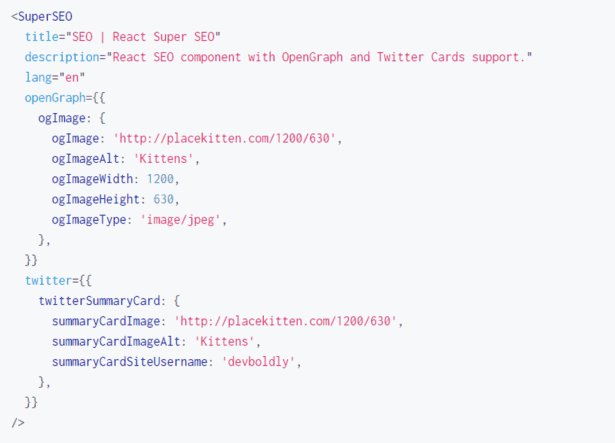 <SuperSEO
title="SEO | React Super SEO"
description="React SEO component with OpenGraph and Twitter Cards support."
lang="en"
openGraph={{
ogImage: {
ogImage: 'http://placekitten.com/1200/630',
ogImageAlt: 'Kittens',
ogImageWidth: 1200,
ogImageHeight: 630,
ogImageType: 'image/jpeg',
},
}}
twitter={{
twitterSummaryCard: {
summaryCardImage: 'http://placekitten.com/1200/630',
summaryCardImageAlt: 'Kittens',
summaryCardSiteUsername: 'devboldly',
},
}}
/>